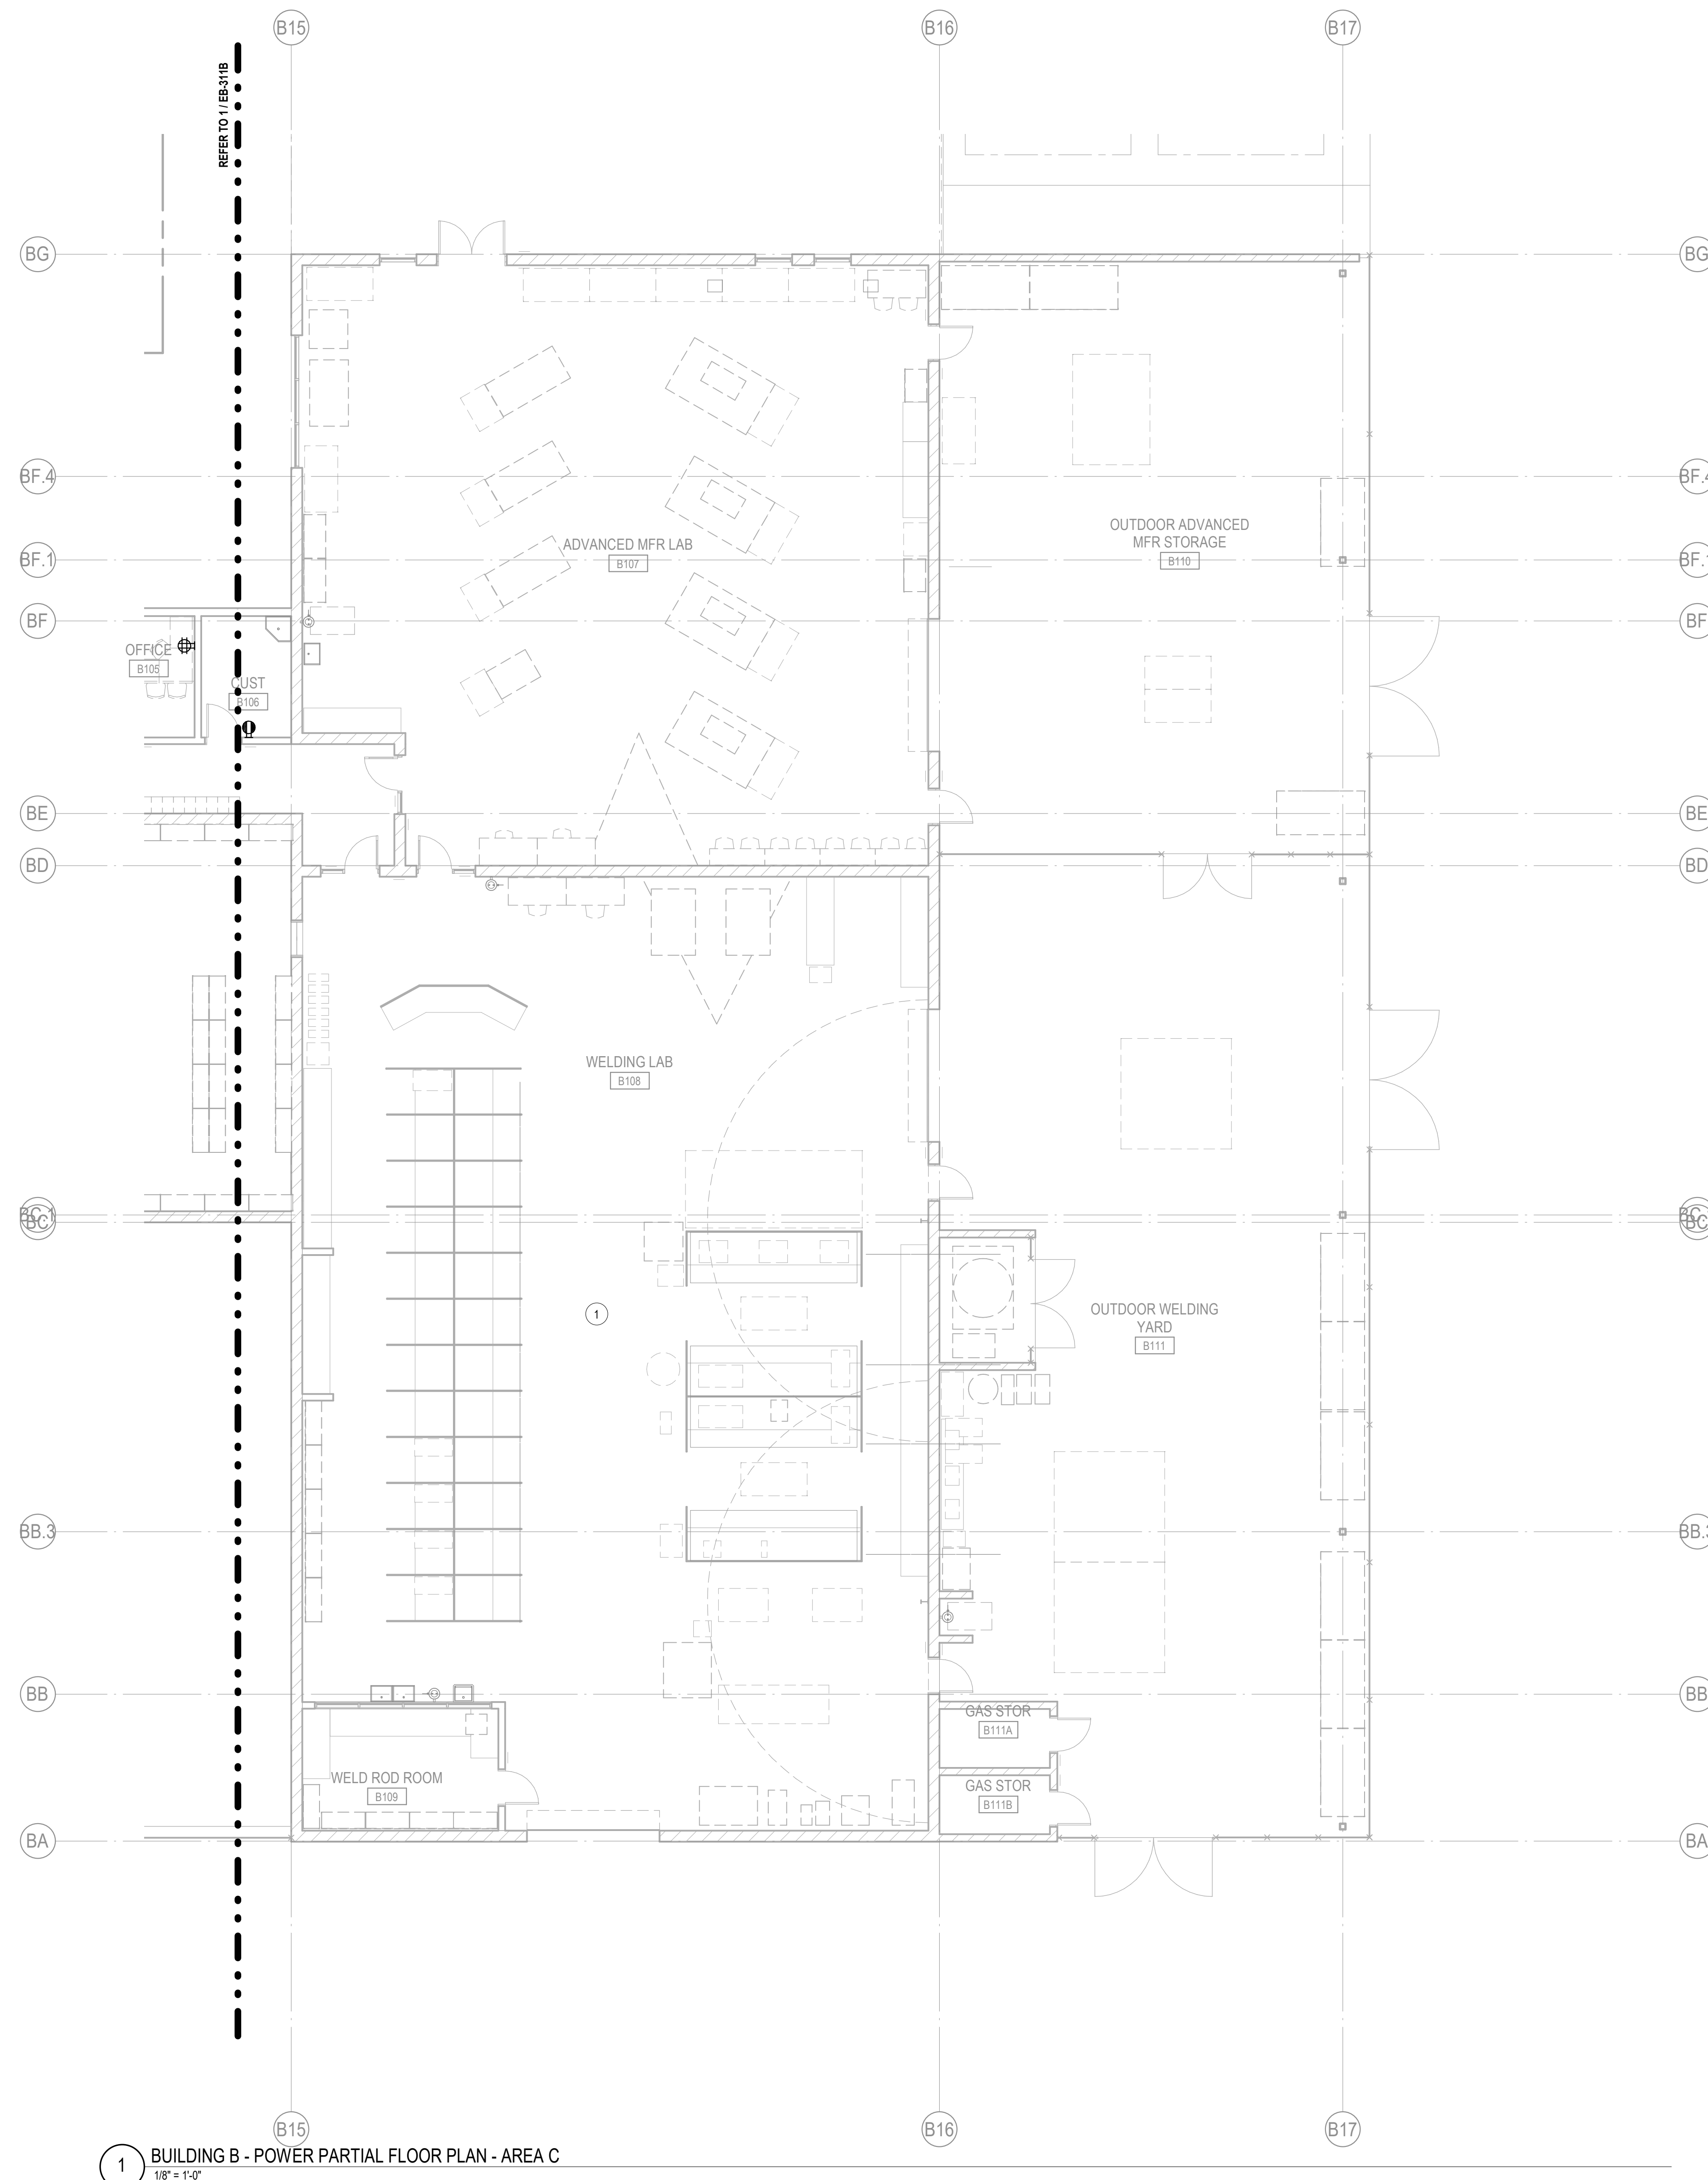 B15
B16
B17
REFER TO 1 / EB-311B
BG
BG
BF.4
BF.4
ADVANCED MFR LAB
B107
OUTDOOR ADVANCED
MFR STORAGE
B110
BF.1
BF.1
BF
BF
OFFICE
B105
CUST
B106
BE
BE
BD
BD
WELDING LAB
B108
BC.1
BC
BC
1
OUTDOOR WELDING
YARD
B111
BB.3
BB.3
BB
BB
GAS STOR
B111A
WELD ROD ROOM
B109
GAS STOR
B111B
BA
BA
B15
B16
B17
1
BUILDING B - POWER PARTIAL FLOOR PLAN - AREA C
1/8" = 1'-0"